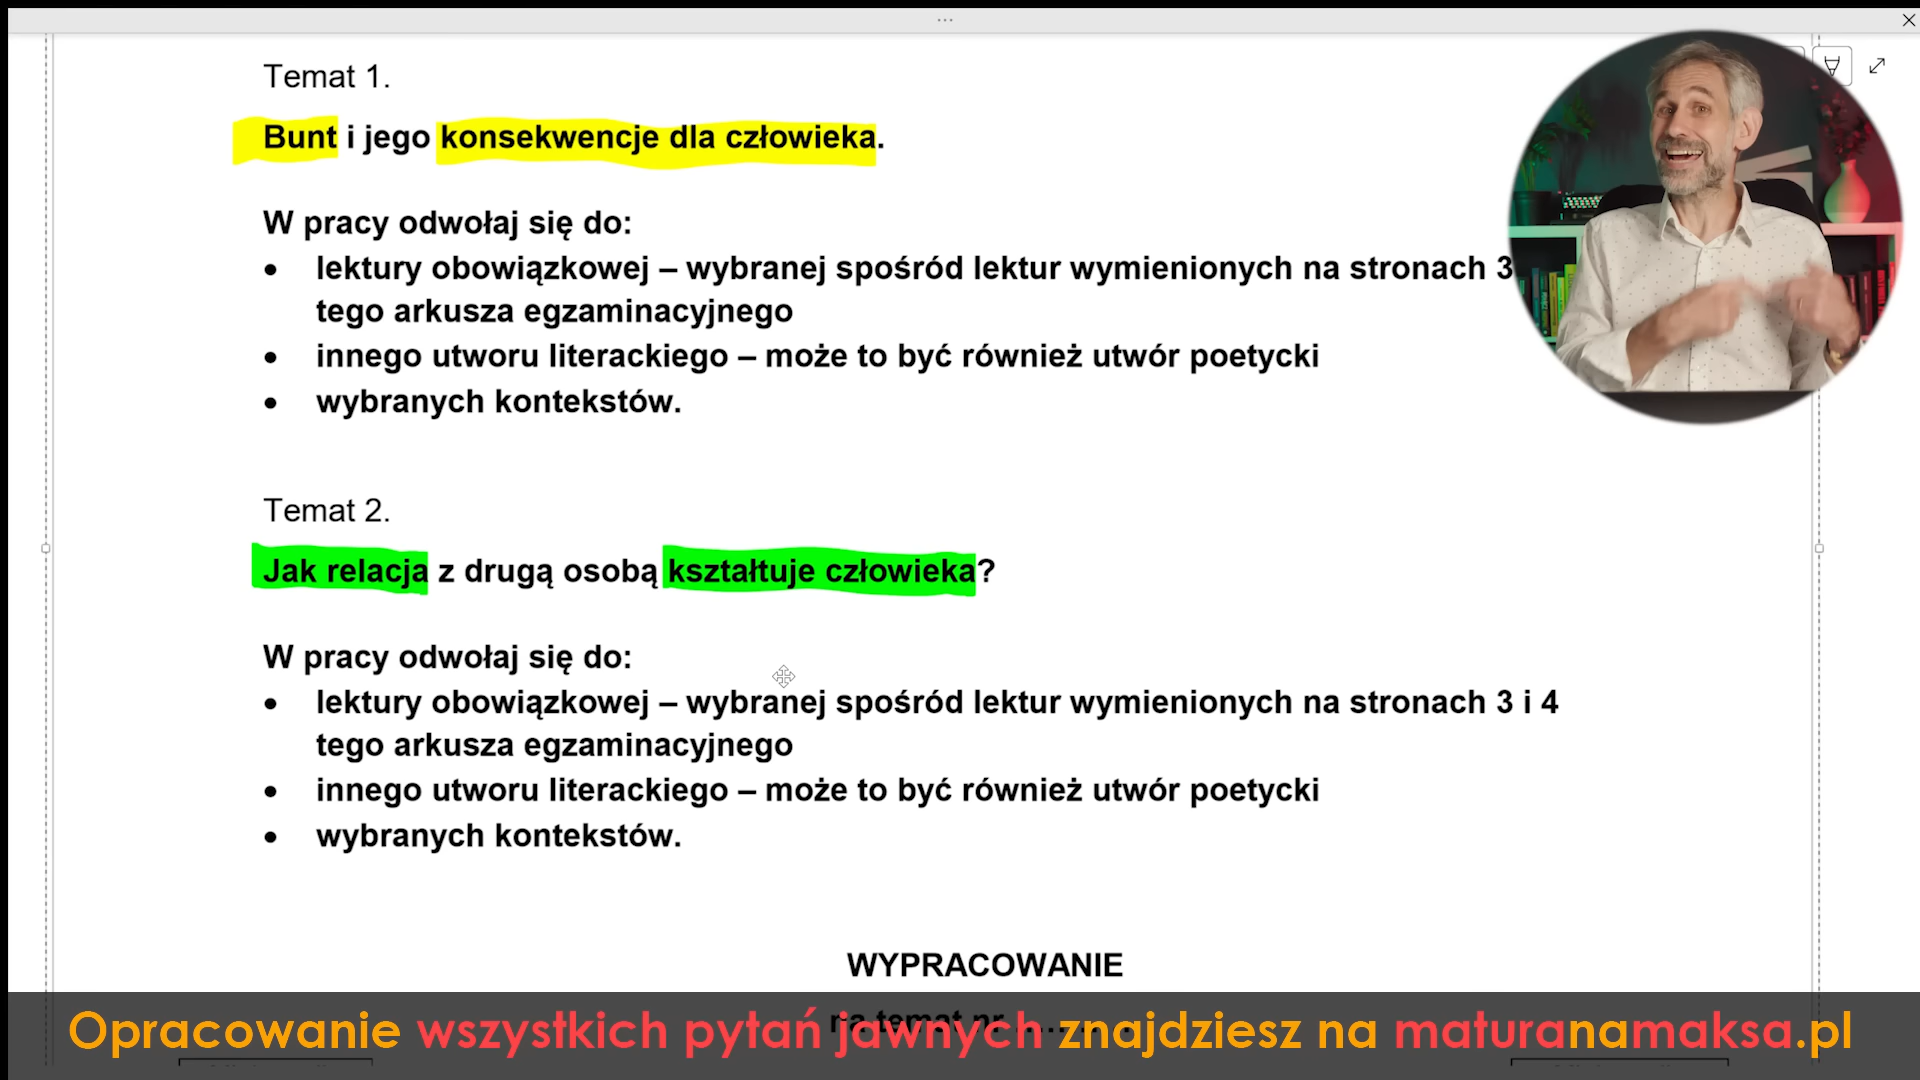 Temat 1.
Bunt i jego konsekwencje dla człowieka.
W pracy odwołaj się do:
• lektury obowiązkowej – wybranej spośród lektur wymienionych na stronach 3
tego arkusza egzaminacyjnego
• innego utworu literackiego – może to być również utwór poetycki
• wybranych kontekstów.
Temat 2.
Jak relacja z drugą osobą kształtuje człowieka?
W pracy odwołaj się do:
• lektury obowiązkowej – wybranej spośród lektur wymienionych na stronach 3 i 4
tego arkusza egzaminacyjnego
• innego utworu literackiego – może to być również utwór poetycki
• wybranych kontekstów.
WYPRACOWANIE
na temat nr
Opracowanie wszystkich pytań jawnych znajdziesz na maturanamaksa.pl